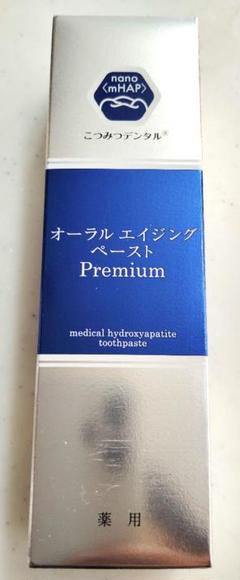 nano
〈mHAP〉
こつみつデンタル®
オーラル エイジング
ペースト
Premium
medical hydroxyapatite
toothpaste
薬用